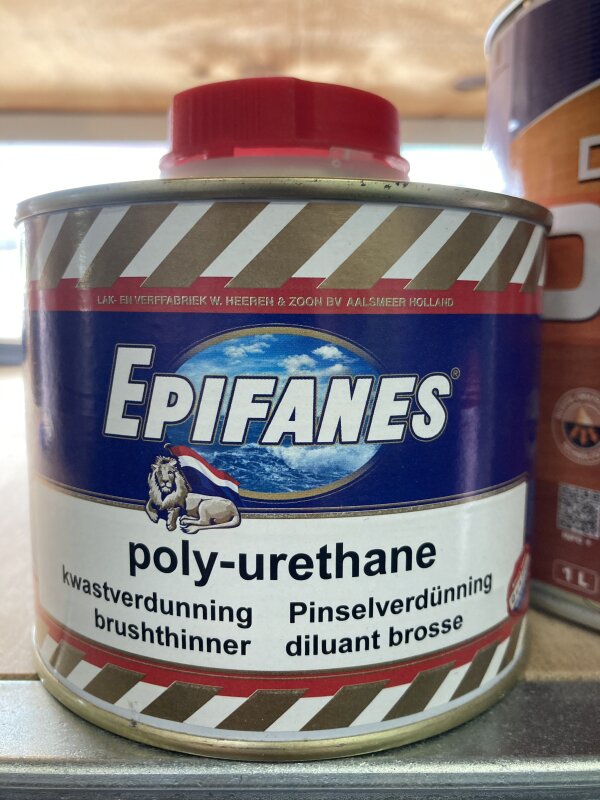 LAK- EN VERFFABRIEK W. HEEREN & ZOON BV AALSMEER HOLLAND
EPIFANES®
poly-urethane
kwastverdunning Pinselverdünning
brushthinner diluant brosse
1 L